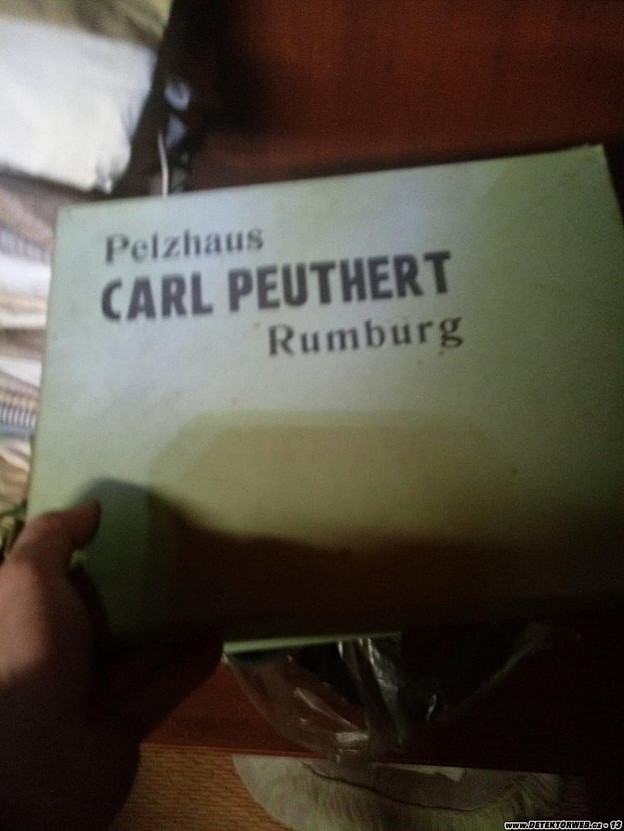 Pelzhaus
CARL PEUTHERT
Rumburg
www.DETEKTORWEB.cz - 13